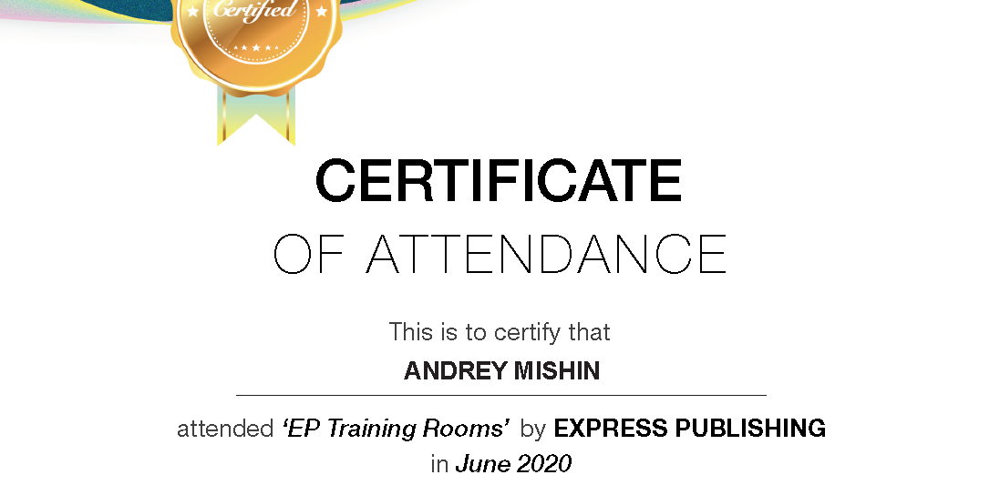 Certified
CERTIFICATE
OF ATTENDANCE
This is to certify that
ANDREY MISHIN
attended ‘EP Training Rooms’ by EXPRESS PUBLISHING
in June 2020